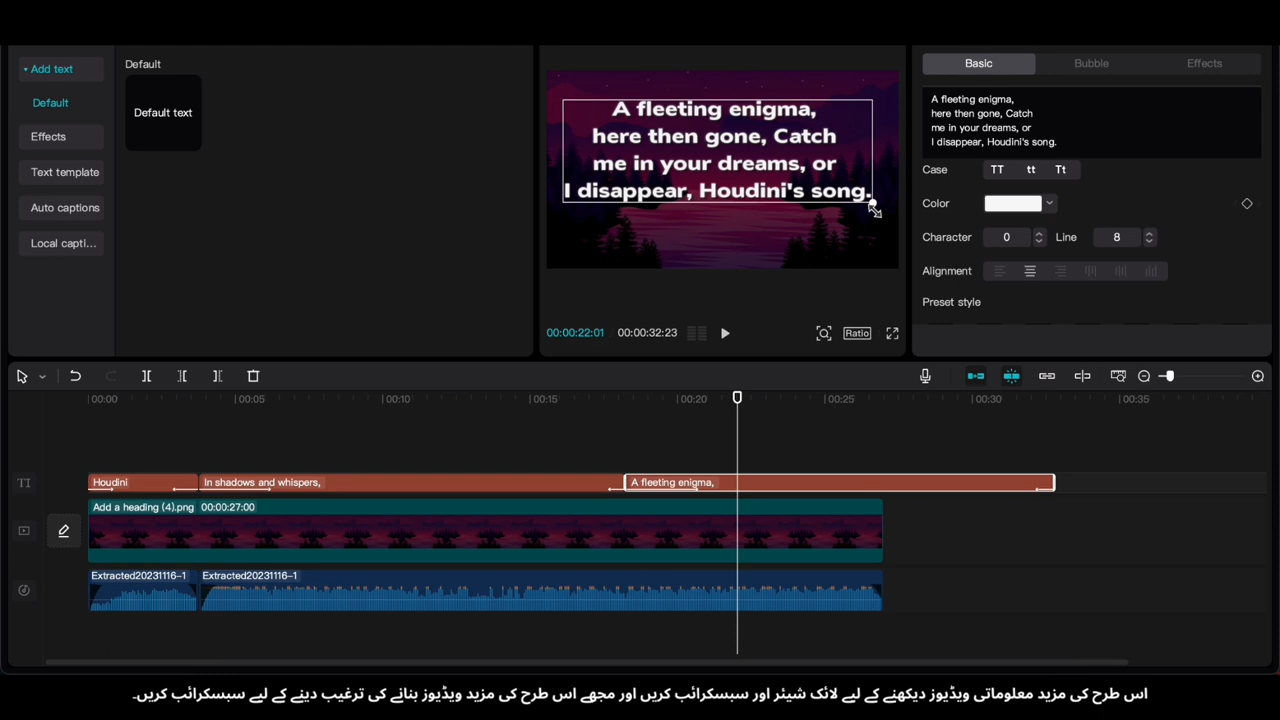 Add text
Default
Effects
Text template
Auto captions
Local capti...
Default
Default text
A fleeting enigma,
here then gone, Catch
me in your dreams, or
I disappear, Houdini's song.
00:00:22:01
00:00:32:23
Ratio
Basic
Bubble
Effects
A fleeting enigma,
here then gone, Catch
me in your dreams, or
I disappear, Houdini's song.
Case TT tt Tt
Color
Character 0 Line 8
Alignment
Preset style
00:00 00:05 00:10 00:15 00:20 00:25 00:30 00:35
TI Houdini In shadows and whispers, A fleeting enigma,
Add a heading (4).png 00:00:27:00
Extracted20231116-1 Extracted20231116-1
اس طرح کی مزید معلوماتی ویڈیوز دیکھنے کے لیے لائک شیئر اور سبسکرائب کریں اور مجھے اس طرح کی مزید ویڈیوز بنانے کی ترغیب دینے کے لیے سبسکرائب کریں۔